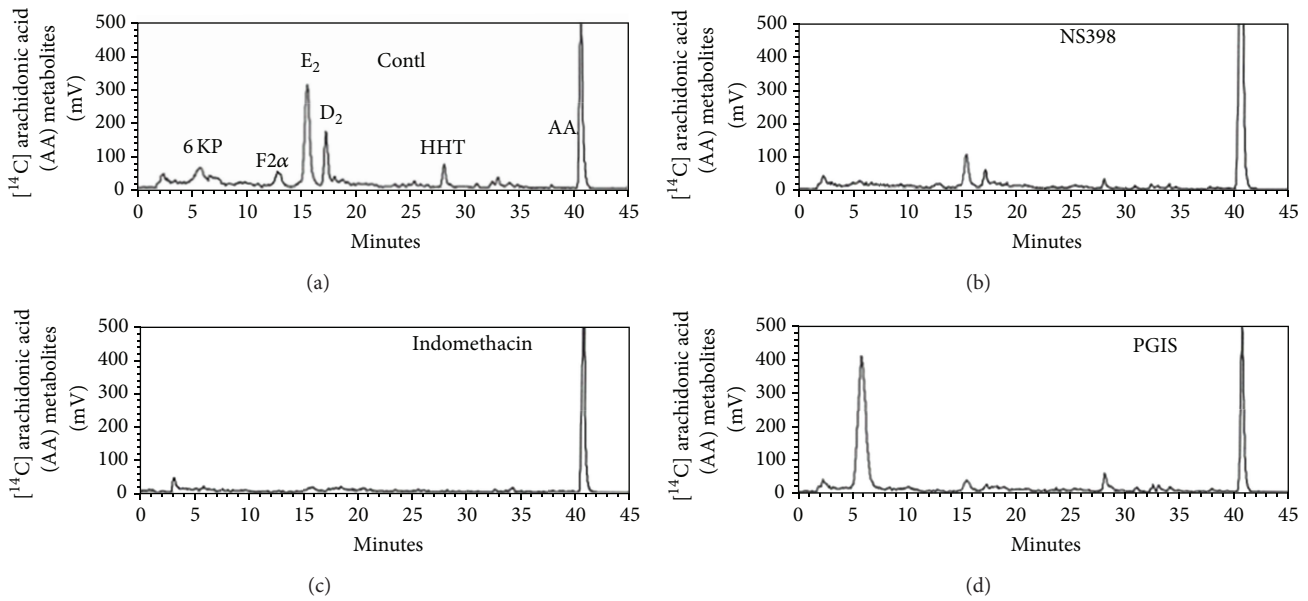 [¹⁴C] arachidonic acid
(AA) metabolites
(mV)
500
400
300
200
100
0
E₂
Contl
D₂
6 KP
F2α
HHT
AA
0 5 10 15 20 25 30 35 40 45
Minutes
(a)
[¹⁴C] arachidonic acid
(AA) metabolites
(mV)
500
400
300
200
100
0
NS398
0 5 10 15 20 25 30 35 40 45
Minutes
(b)
[¹⁴C] arachidonic acid
(AA) metabolites
(mV)
500
400
300
200
100
0
Indomethacin
0 5 10 15 20 25 30 35 40 45
Minutes
(c)
[¹⁴C] arachidonic acid
(AA) metabolites
(mV)
500
400
300
200
100
0
PGIS
0 5 10 15 20 25 30 35 40 45
Minutes
(d)